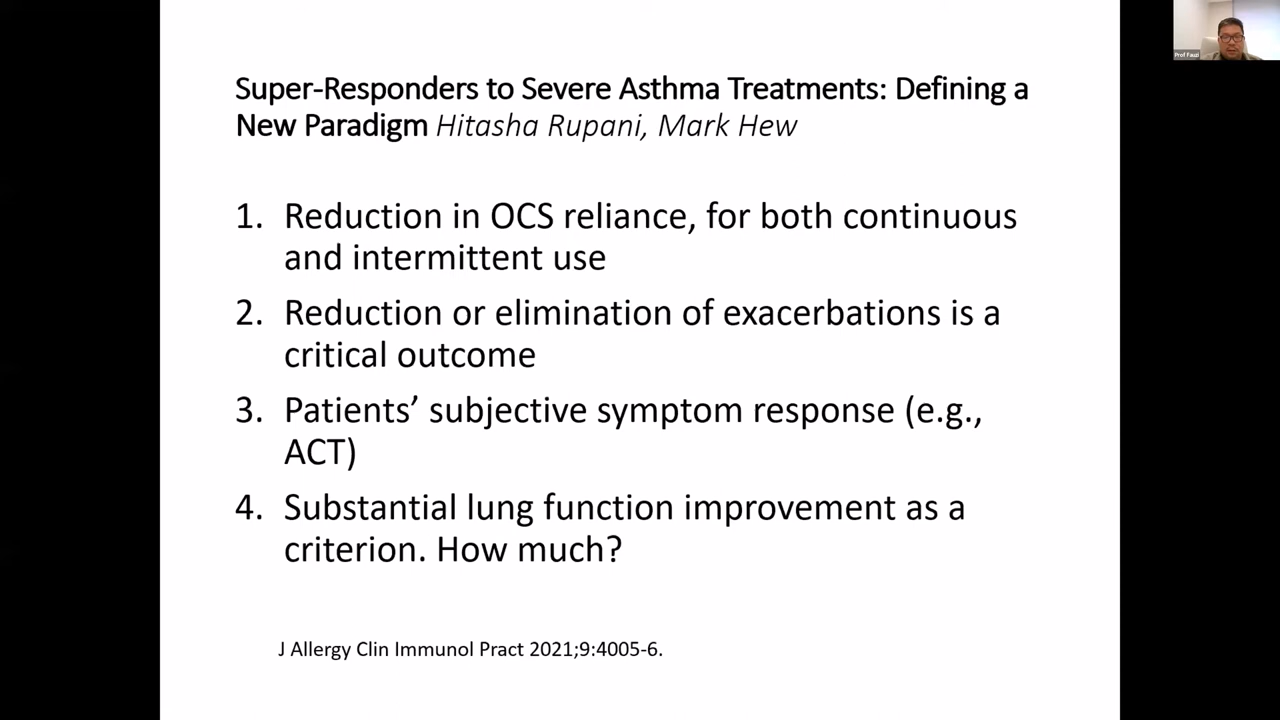 Prof Fauzi
Super-Responders to Severe Asthma Treatments: Defining a
New Paradigm Hitasha Rupani, Mark Hew
1. Reduction in OCS reliance, for both continuous
and intermittent use
2. Reduction or elimination of exacerbations is a
critical outcome
3. Patients’ subjective symptom response (e.g.,
ACT)
4. Substantial lung function improvement as a
criterion. How much?
J Allergy Clin Immunol Pract 2021;9:4005-6.